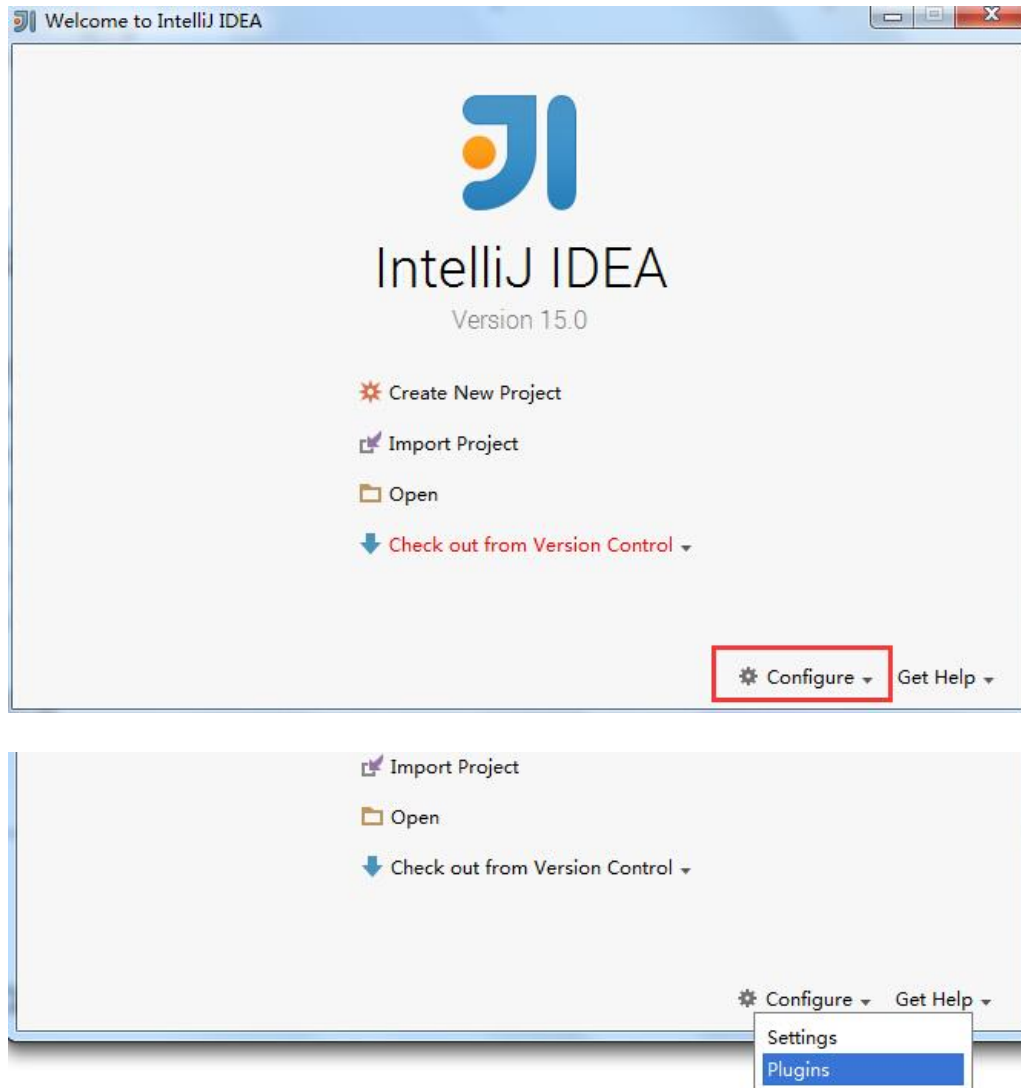 Welcome to IntelliJ IDEA
IntelliJ IDEA
Version 15.0
Create New Project
Import Project
Open
Check out from Version Control
Configure Get Help
Import Project
Open
Check out from Version Control
Configure Get Help
Settings
Plugins